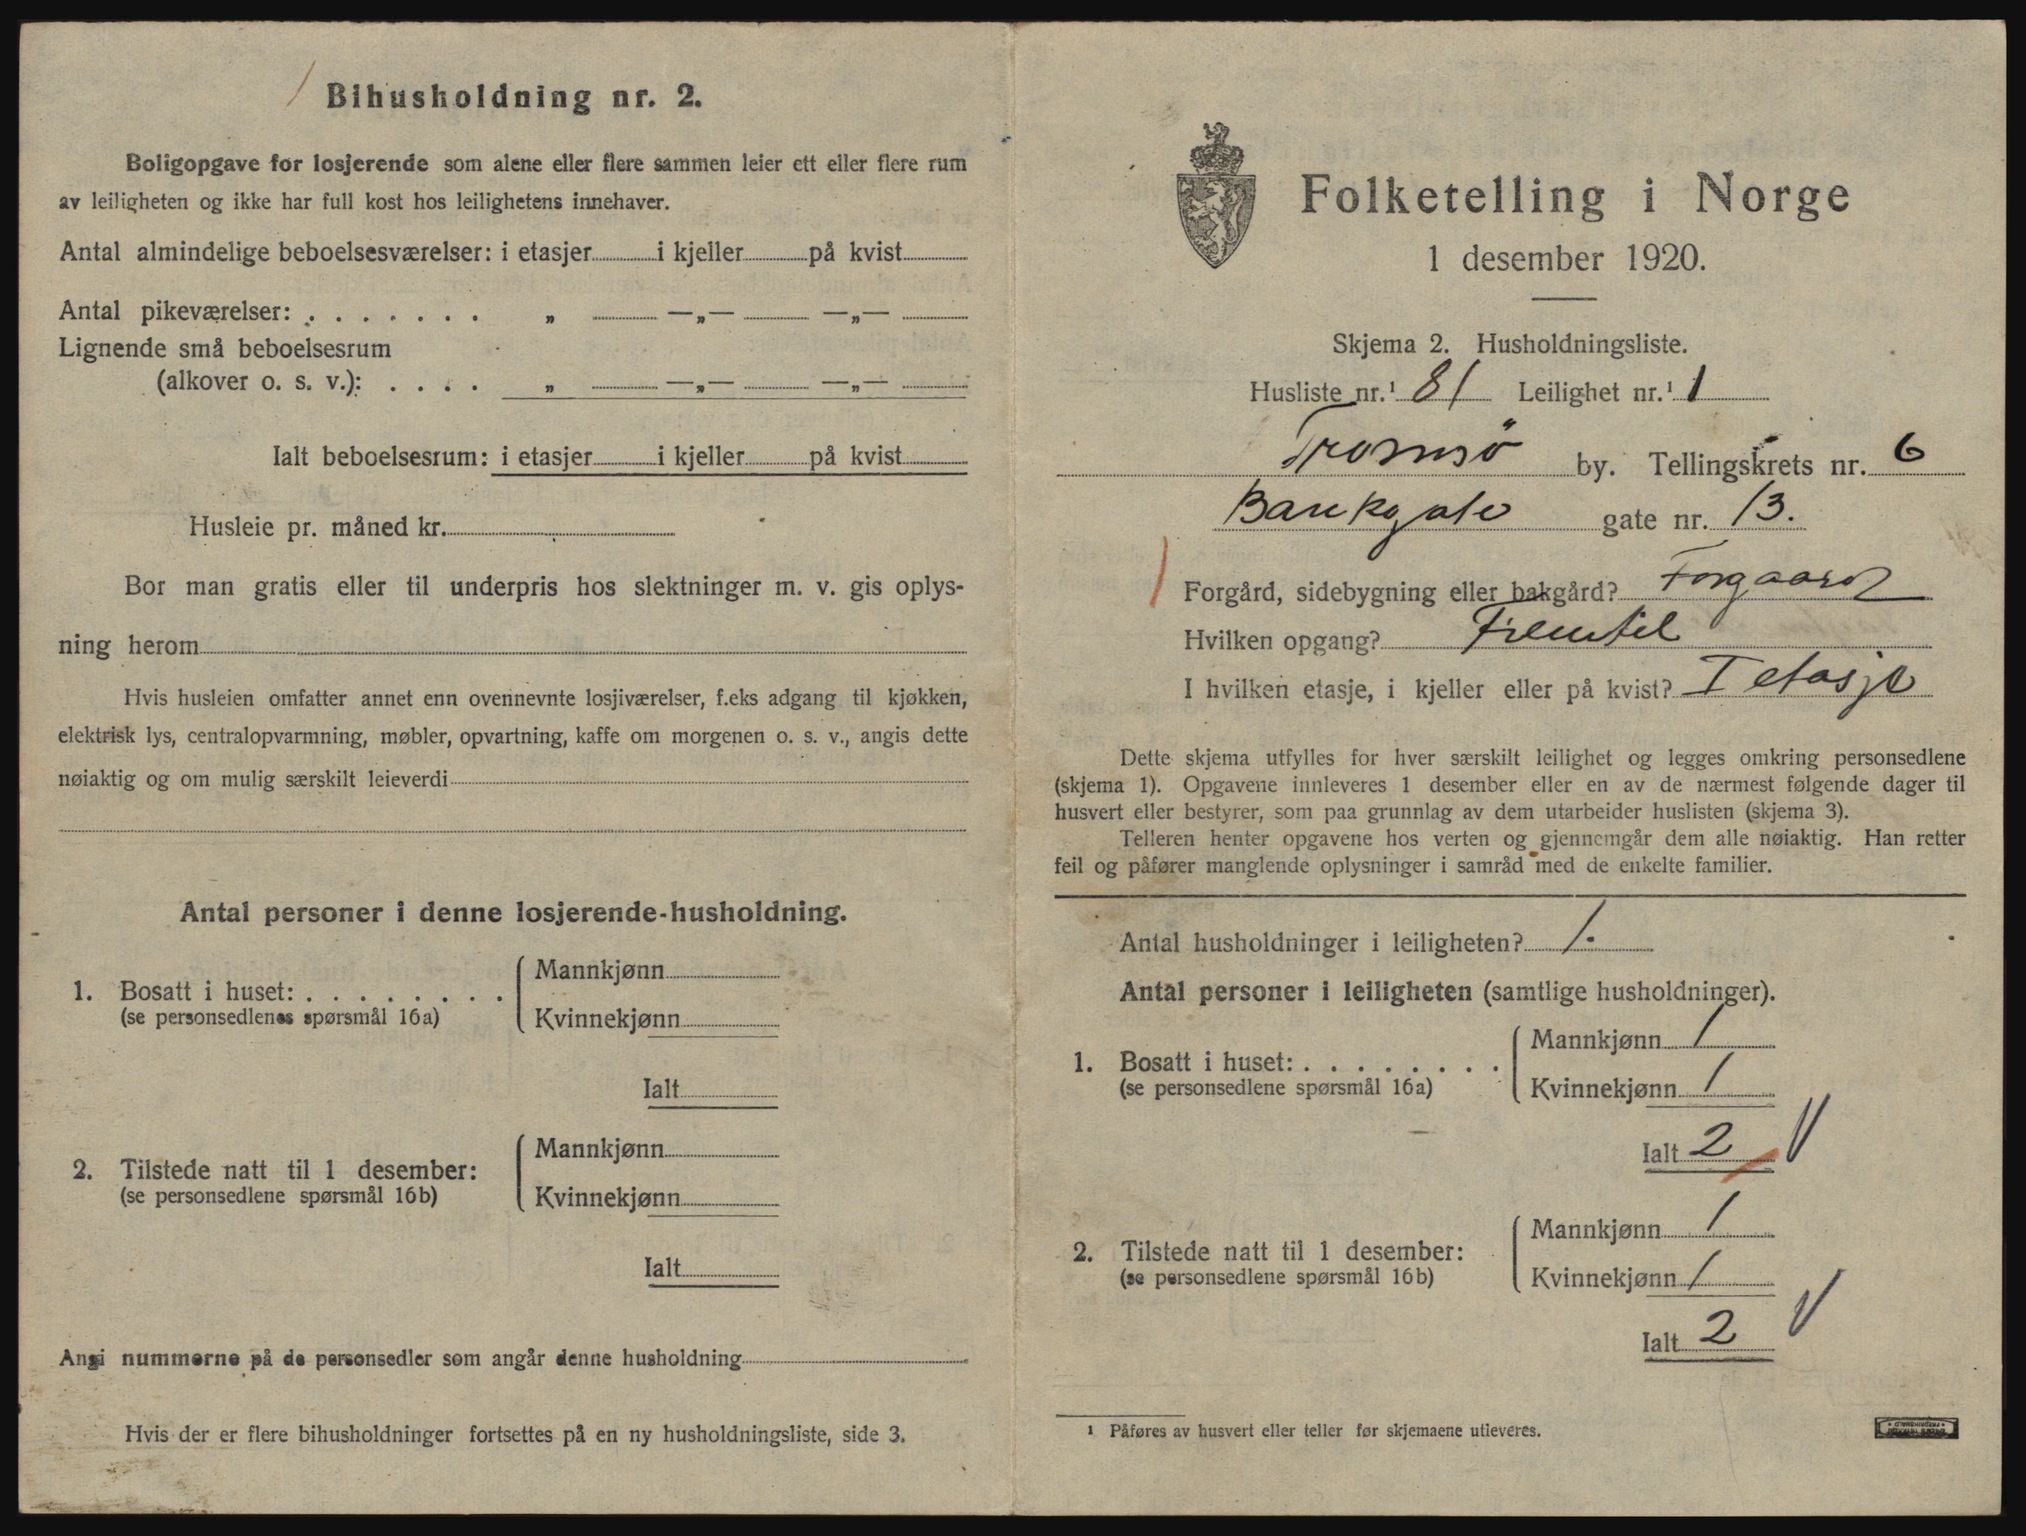 Bihusholdning nr. 2.
Boligopgave for losjerende som alene eller flere sammen leier ett eller flere rum
av leiligheten og ikke har full kost hos leilighetens innehaver.
Antal almindelige beboelsesværelser: i etasjer i kjeller på kvist
Antal pikeværelser: . . . . . . . „ —„— —„—
Lignende små beboelsesrum
(alkover o. s. v.): . . . . „ —„— —„—
Ialt beboelsesrum: i etasjer i kjeller på kvist
Husleie pr. måned kr.
Bor man gratis eller til underpris hos slektninger m. v. gis oplys-
ning herom
Hvis husleien omfatter annet enn ovennevnte losjiværelser, f.eks adgang til kjøkken,
elektrisk lys, centralopvarmning, møbler, opvartning, kaffe om morgenen o. s. v., angis dette
nøiaktig og om mulig særskilt leieverdi
Antal personer i denne losjerende-husholdning.
1. Bosatt i huset: . . . . . . . . Mannkjønn
(se personsedlenes spørsmål 16a) Kvinnekjønn
Ialt
2. Tilstede natt til 1 desember: Mannkjønn
(se personsedlene spørsmål 16b) Kvinnekjønn
Ialt
Angi nummerne på de personsedler som angår denne husholdning
Hvis der er flere bihusholdninger fortsettes på en ny husholdningsliste, side 3.
Folketelling i Norge
1 desember 1920.
Skjema 2. Husholdningsliste.
Husliste nr.¹ 81 Leilighet nr.¹ 1
Tromsö by. Tellingskrets nr. 6
Bankgate gate nr. 13.
Forgård, sidebygning eller bakgård? Forgaard
Hvilken opgang?
I hvilken etasje, i kjeller eller på kvist? I etasje
Dette skjema utfylles for hver særskilt leilighet og legges omkring personsedlene
(skjema 1). Opgavene innleveres 1 desember eller en av de nærmest følgende dager til
husvert eller bestyrer, som paa grunnlag av dem utarbeider huslisten (skjema 3).
Telleren henter opgavene hos verten og gjennemgår dem alle nøiaktig. Han retter
feil og påfører manglende oplysninger i samråd med de enkelte familier.
Antal husholdninger i leiligheten? 1.
Antal personer i leiligheten (samtlige husholdninger).
1. Bosatt i huset: . . . . . . . . Mannkjønn 1
(se personsedlene spørsmål 16a) Kvinnekjønn 1
Ialt 2
2. Tilstede natt til 1 desember: Mannkjønn 1
(se personsedlene spørsmål 16b) Kvinnekjønn 1
Ialt 2
¹ Påføres av husvert eller teller før skjemaene utleveres.